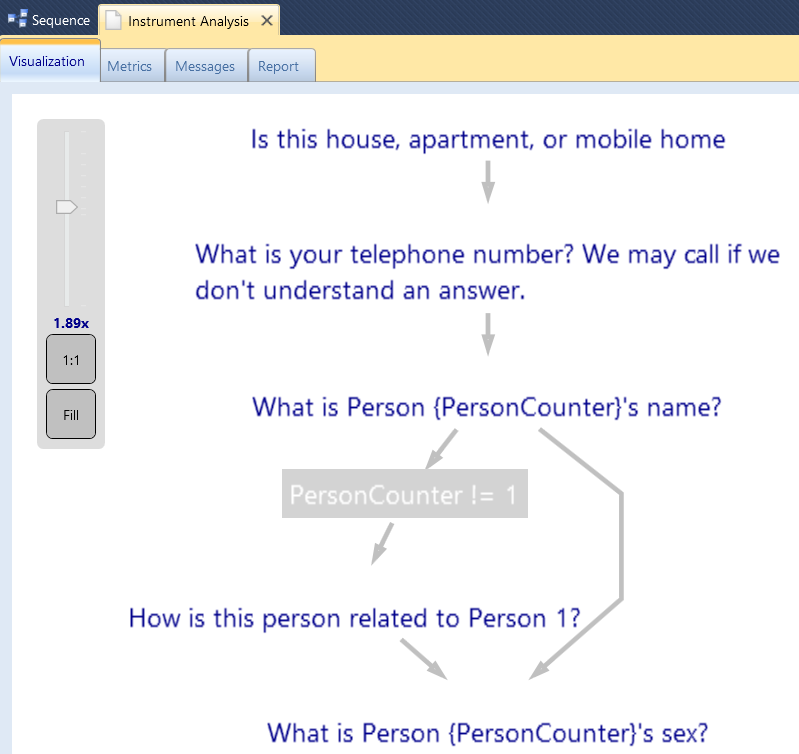 Sequence
Instrument Analysis
Visualization
Metrics
Messages
Report
Is this house, apartment, or mobile home
What is your telephone number? We may call if we
don't understand an answer.
1.89x
1:1
Fill
What is Person {PersonCounter}'s name?
PersonCounter != 1
How is this person related to Person 1?
What is Person {PersonCounter}'s sex?